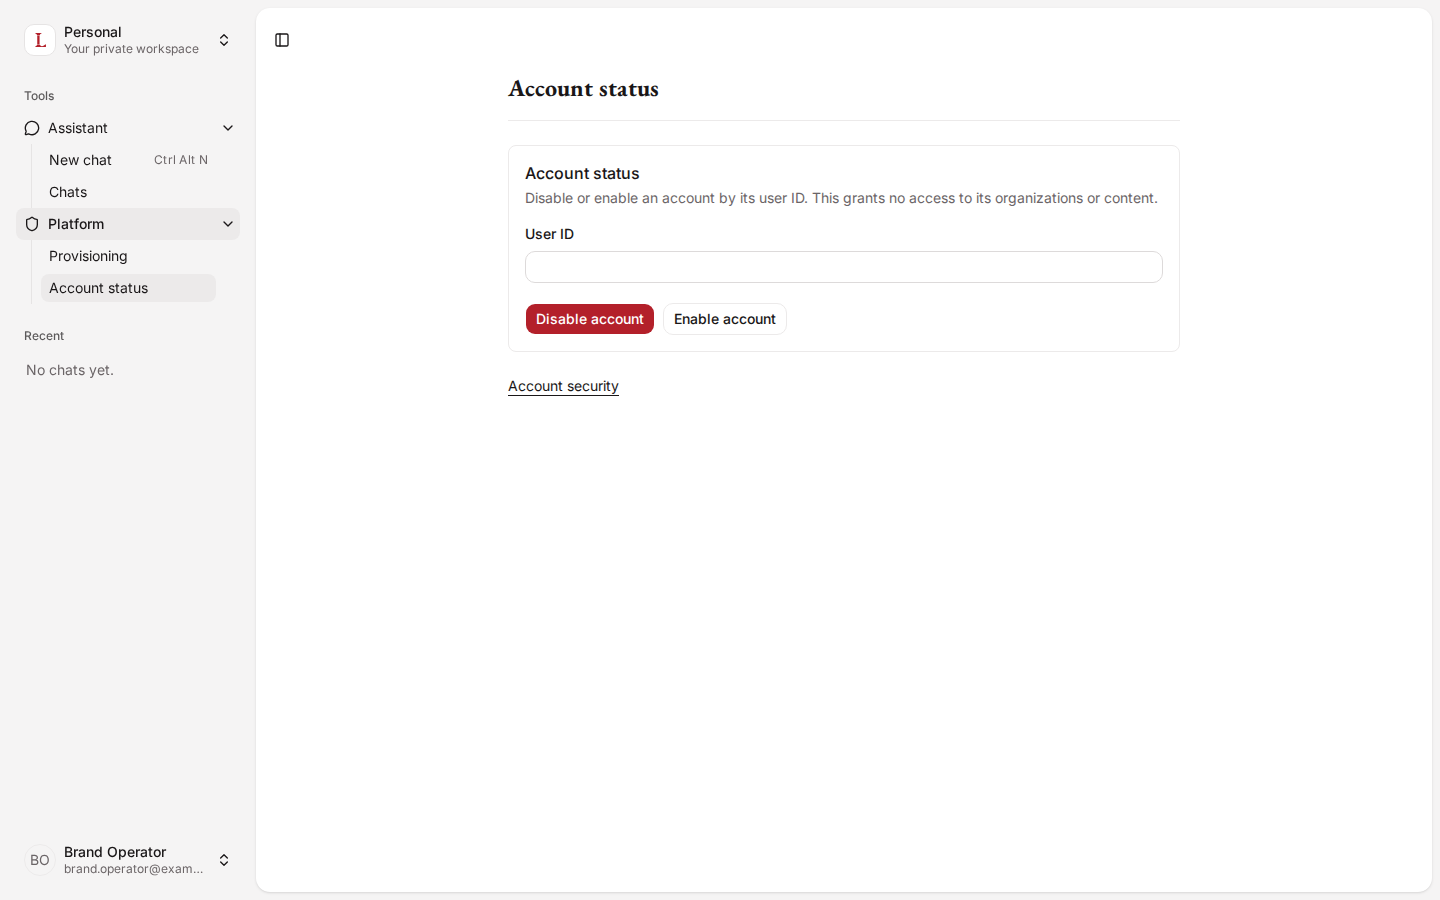 L
Personal
Your private workspace
Tools
Assistant
New chat Ctrl Alt N
Chats
Platform
Provisioning
Account status
Recent
No chats yet.
BO
Brand Operator
brand.operator@exam...
Account status
Account status
Disable or enable an account by its user ID. This grants no access to its organizations or content.
User ID
Disable account Enable account
Account security